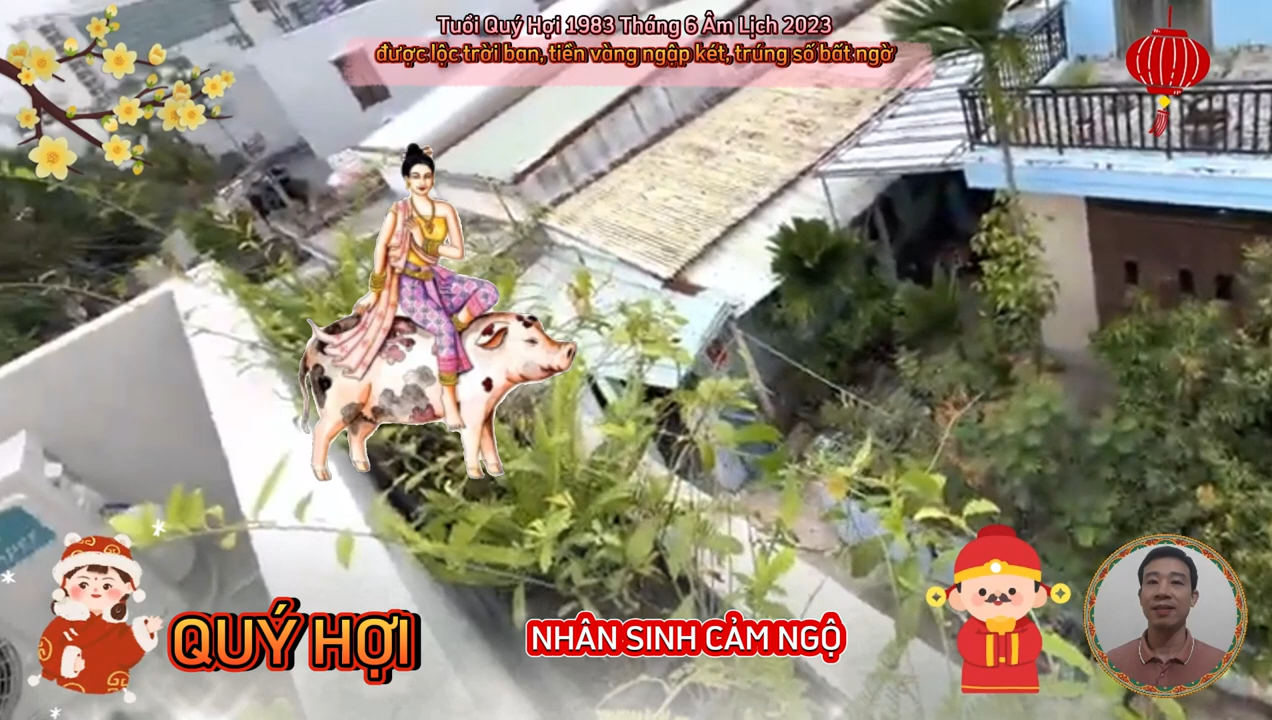 Tuổi Quý Hợi 1983 Tháng 6 Âm Lịch 2023
được lộc trời ban, tiền vàng ngập két, trúng số bất ngờ
QUÝ HỢI
NHÂN SINH CẢM NGỘ